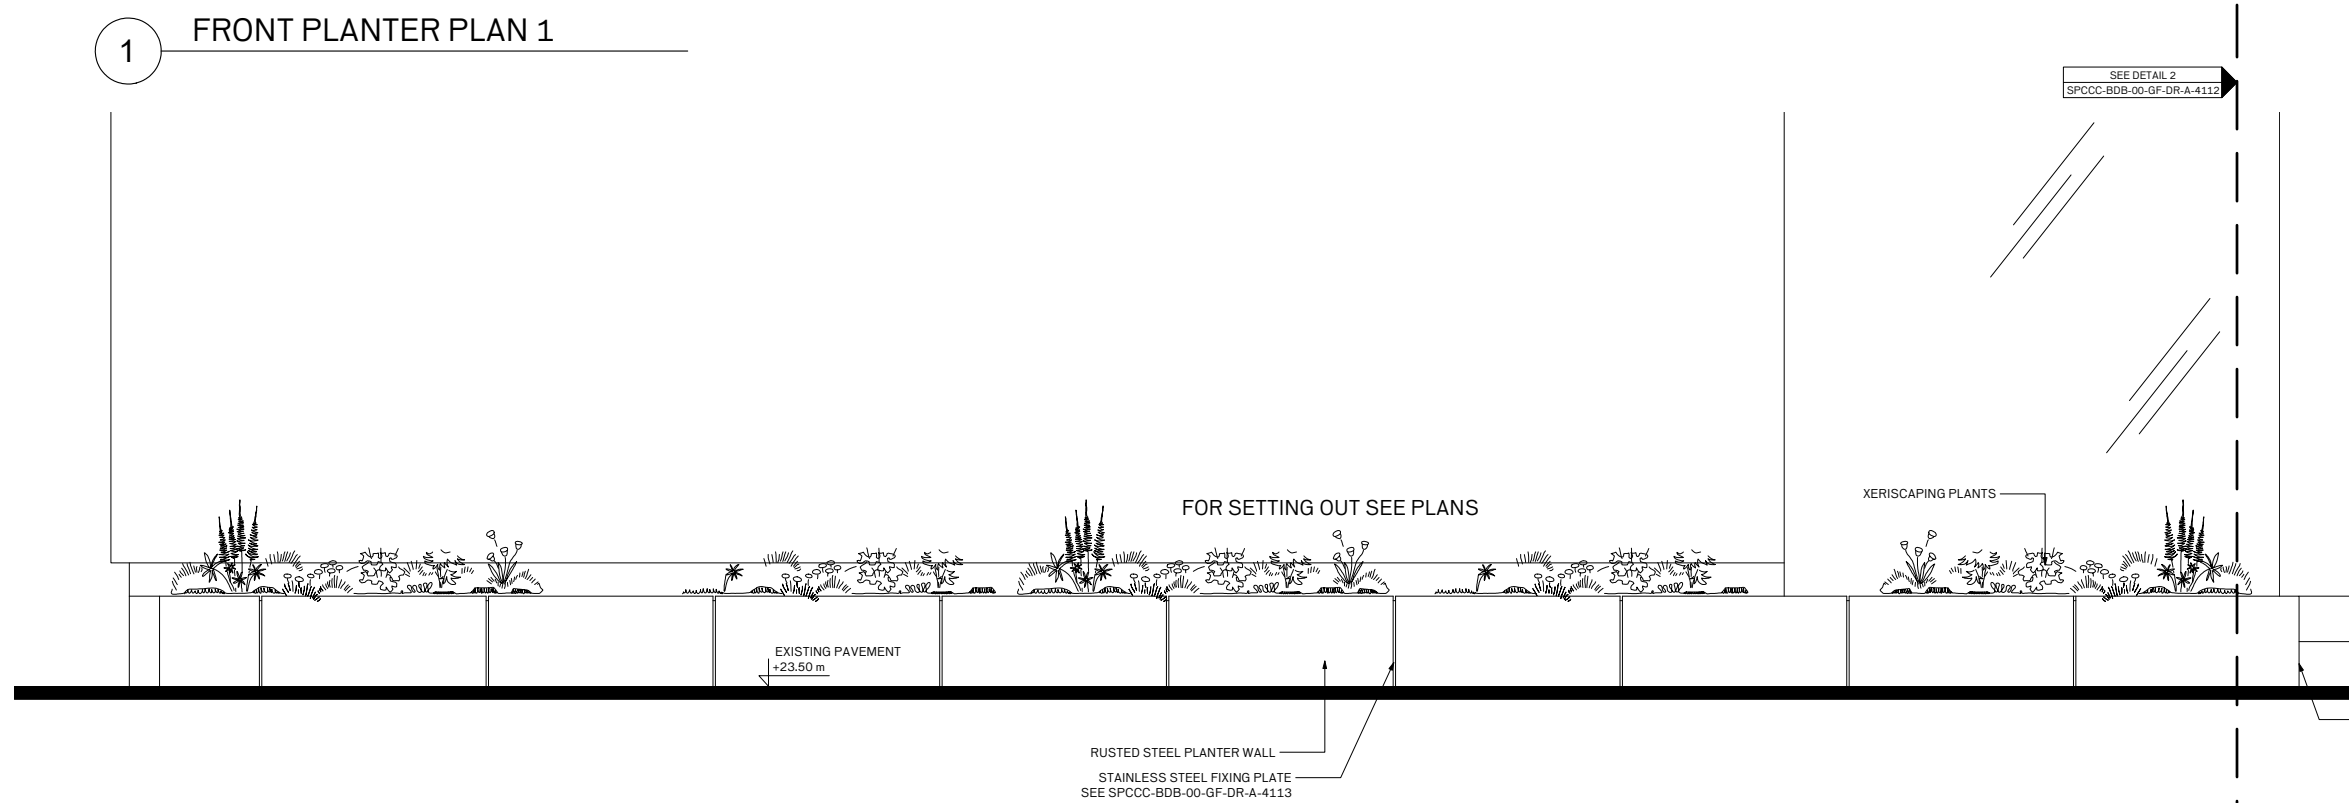 1
FRONT PLANTER PLAN 1
SEE DETAIL 2
SPCCC-BDB-00-GF-DR-A-4112
XERISCAPING PLANTS
FOR SETTING OUT SEE PLANS
EXISTING PAVEMENT
+23.50 m
RUSTED STEEL PLANTER WALL
STAINLESS STEEL FIXING PLATE
SEE SPCCC-BDB-00-GF-DR-A-4113